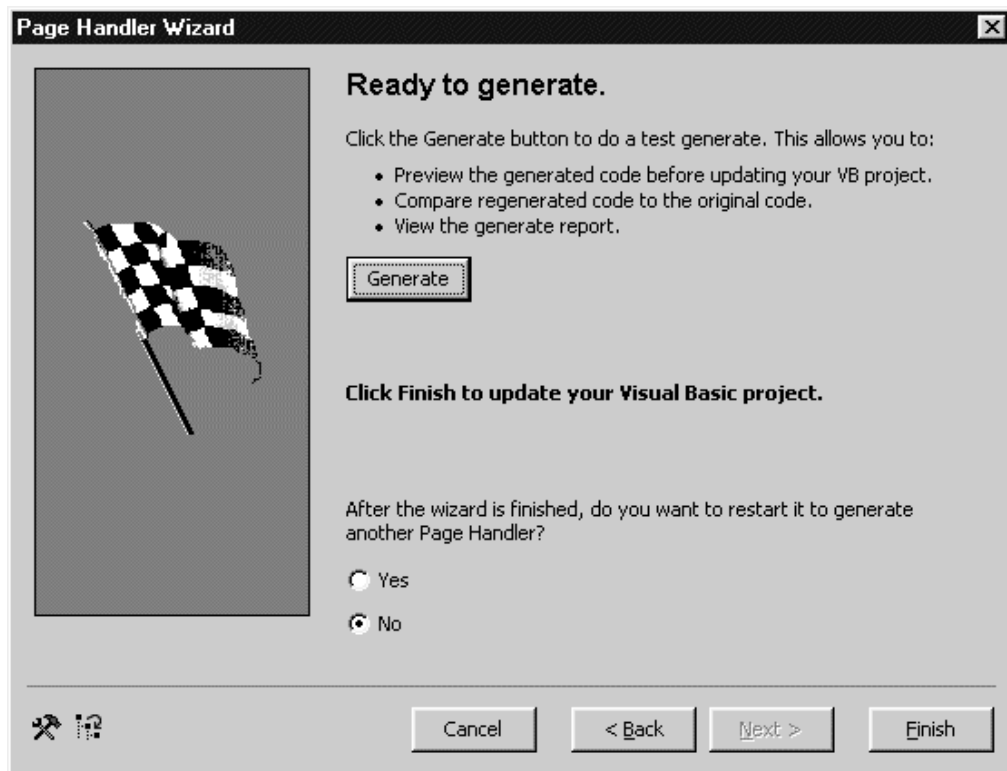 Page Handler Wizard
Ready to generate.
Click the Generate button to do a test generate. This allows you to:
• Preview the generated code before updating your VB project.
• Compare regenerated code to the original code.
• View the generate report.
Generate
Click Finish to update your Visual Basic project.
After the wizard is finished, do you want to restart it to generate
another Page Handler?
Yes
No
Cancel
< Back
Next >
Finish